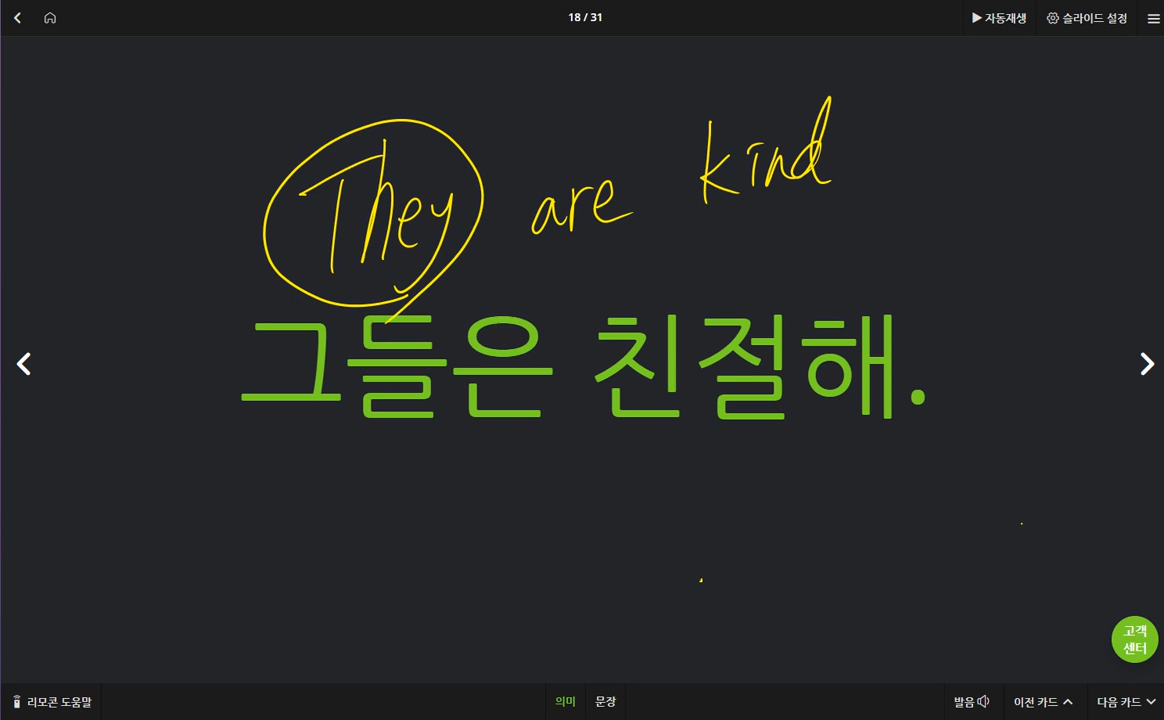 18 / 31
자동재생
슬라이드 설정
They are kind
그들은 친절해.
고객
센터
리모콘 도움말
의미
문장
발음
이전 카드
다음 카드